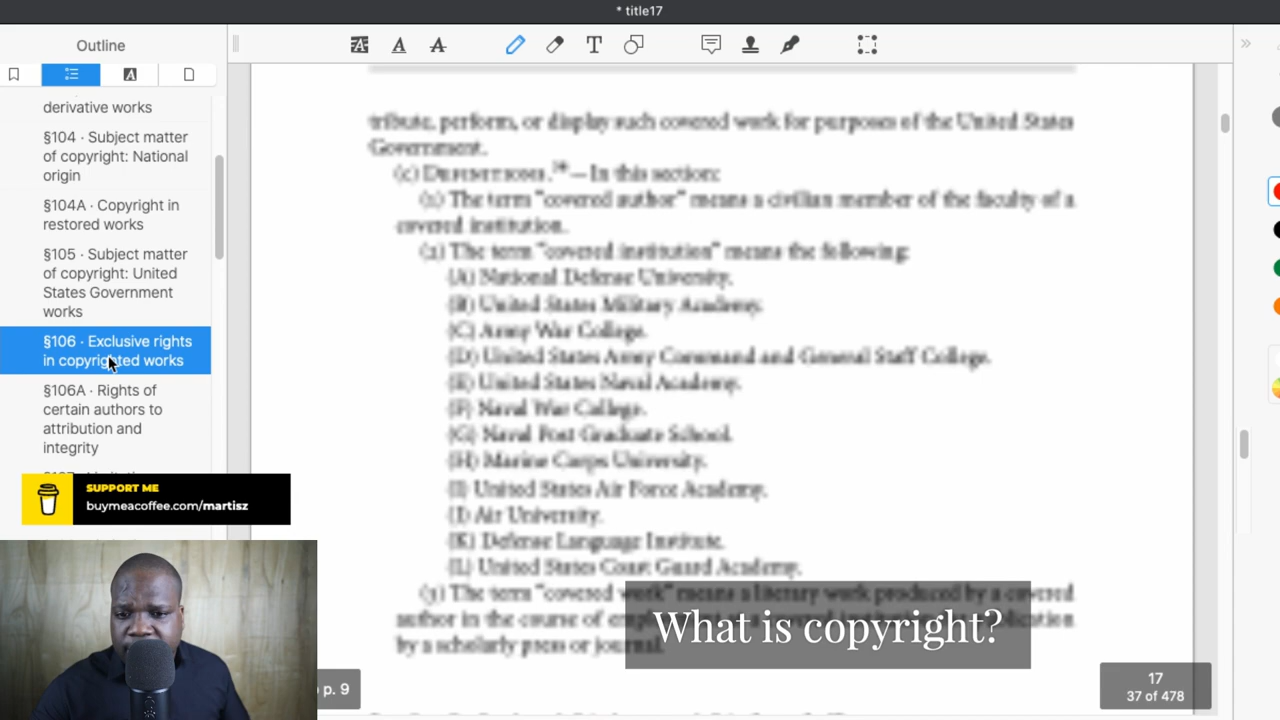 * title17
Outline
derivative works
§104 · Subject matter
of copyright: National
origin
§104A · Copyright in
restored works
§105 · Subject matter
of copyright: United
States Government
works
§106 · Exclusive rights
in copyrighted works
§106A · Rights of
certain authors to
attribution and
integrity
SUPPORT ME
buymeacoffee.com/martisz
tribute, perform, or display such covered work for purposes of the United States
Government.
(c) Definitions.—In this section:
(1) The term "covered author" means a civilian member of the faculty of a
covered institution.
(2) The term "covered institution" means the following:
(A) National Defense University.
(B) United States Military Academy.
(C) Army War College.
(D) United States Army Command and General Staff College.
(E) United States Naval Academy.
(F) Naval War College.
(G) Naval Post Graduate School.
(H) Marine Corps University.
(I) United States Air Force Academy.
(J) Air University.
(K) Defense Language Institute.
(L) United States Coast Guard Academy.
(3) The term "covered work" means a literary work produced by a covered
author in the course of
by a scholarly press or journal.
What is copyright?
p. 9
17
37 of 478